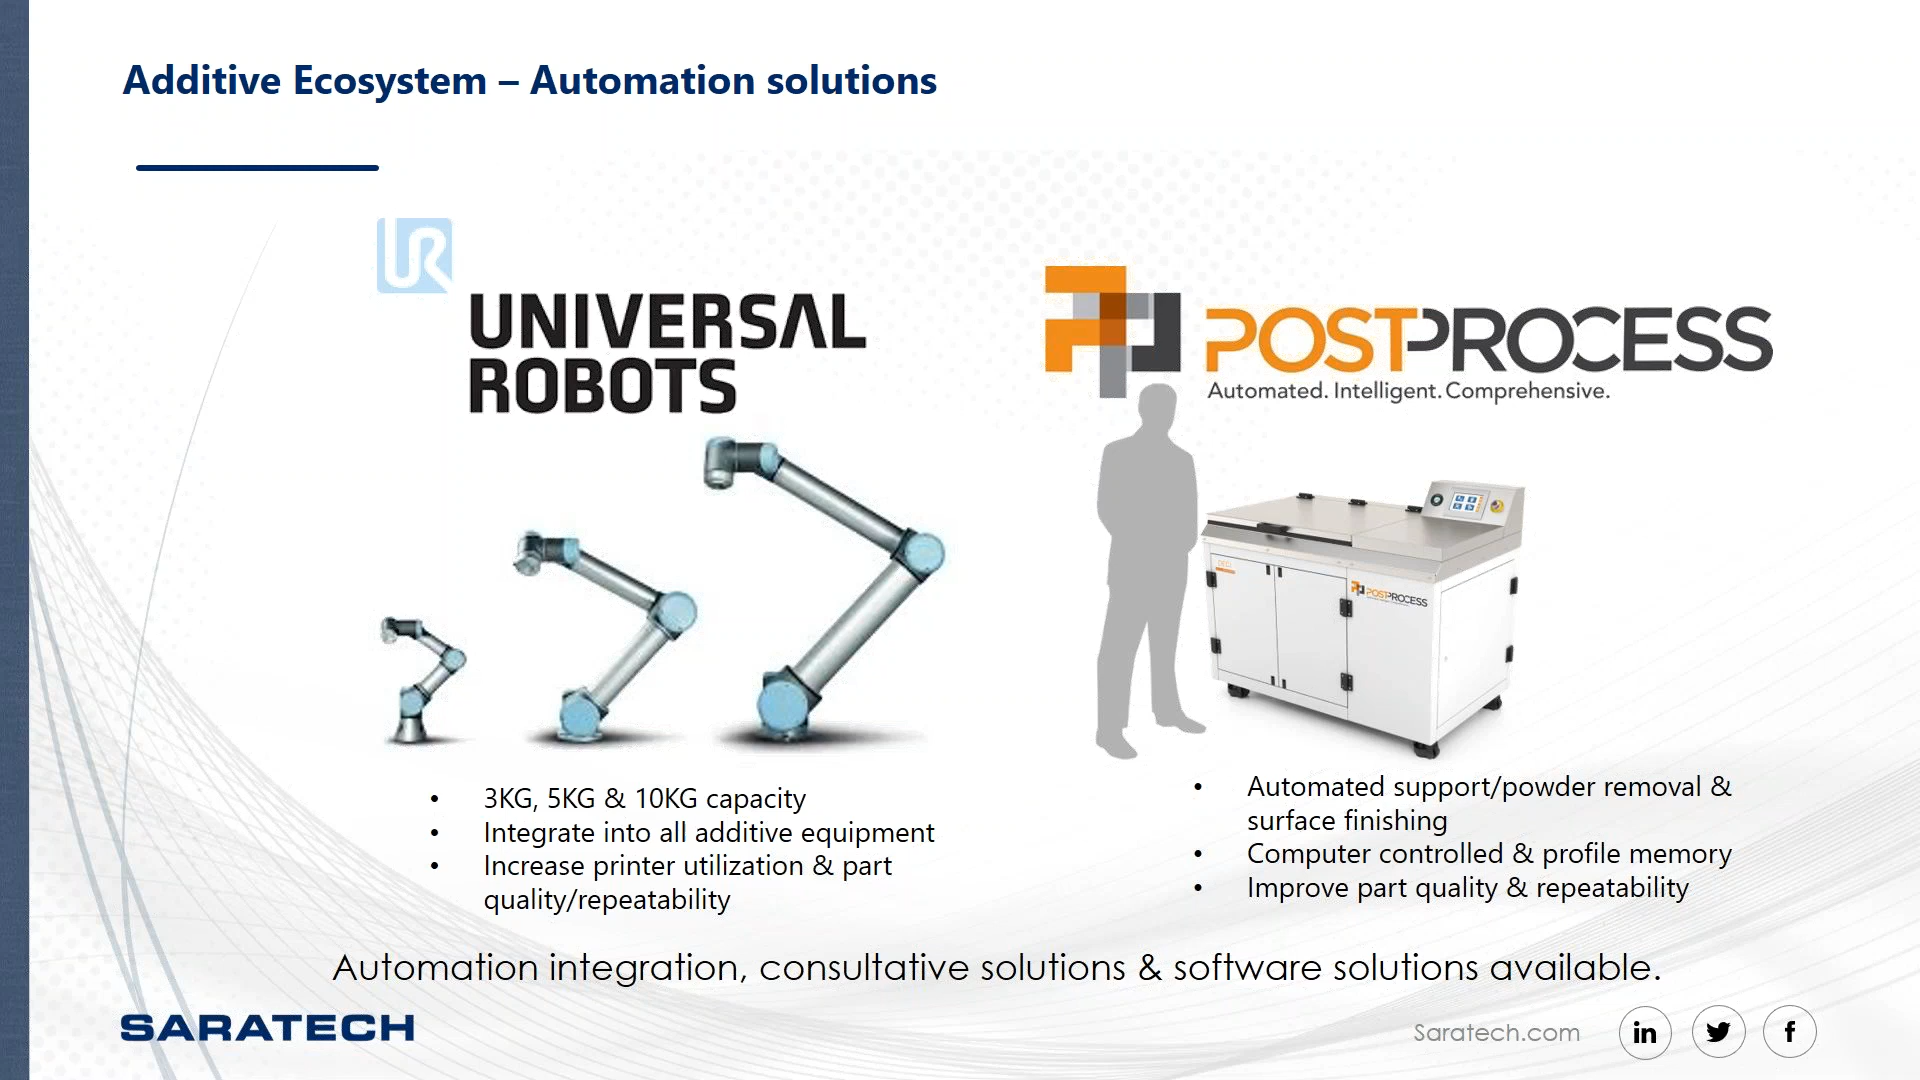 Additive Ecosystem – Automation solutions
UR
UNIVERSAL
ROBOTS
POSTPROCESS
Automated. Intelligent. Comprehensive.
POSTPROCESS
• 3KG, 5KG & 10KG capacity
• Integrate into all additive equipment
• Increase printer utilization & part
quality/repeatability
• Automated support/powder removal &
surface finishing
• Computer controlled & profile memory
• Improve part quality & repeatability
Automation integration, consultative solutions & software solutions available.
SARATECH
Saratech.com
in
f